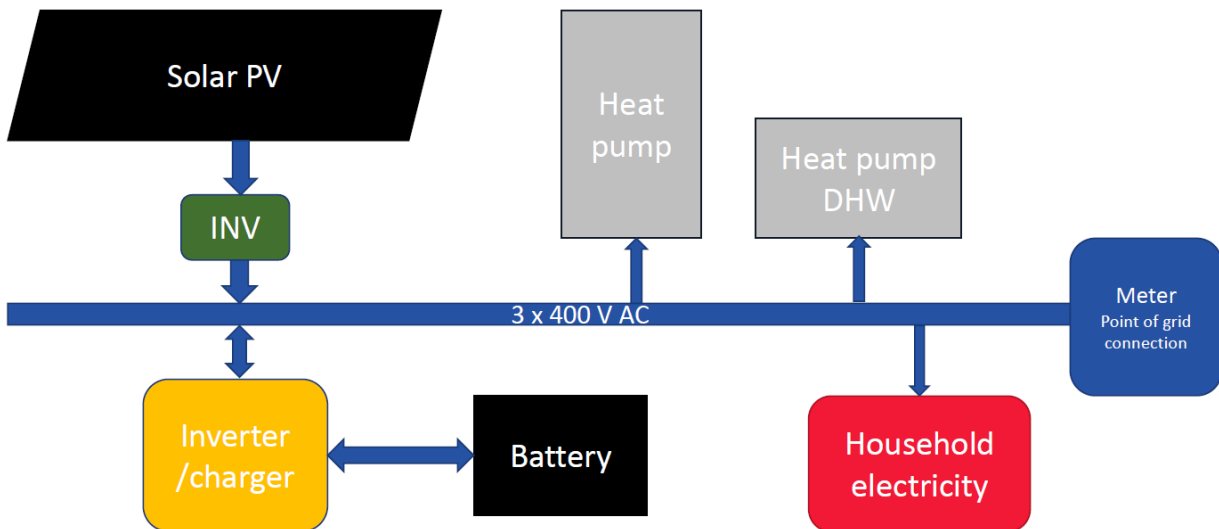 Solar PV
Heat
pump
Heat pump
DHW
INV
Meter
Point of grid
connection
3 x 400 V AC
Inverter
/charger
Battery
Household
electricity